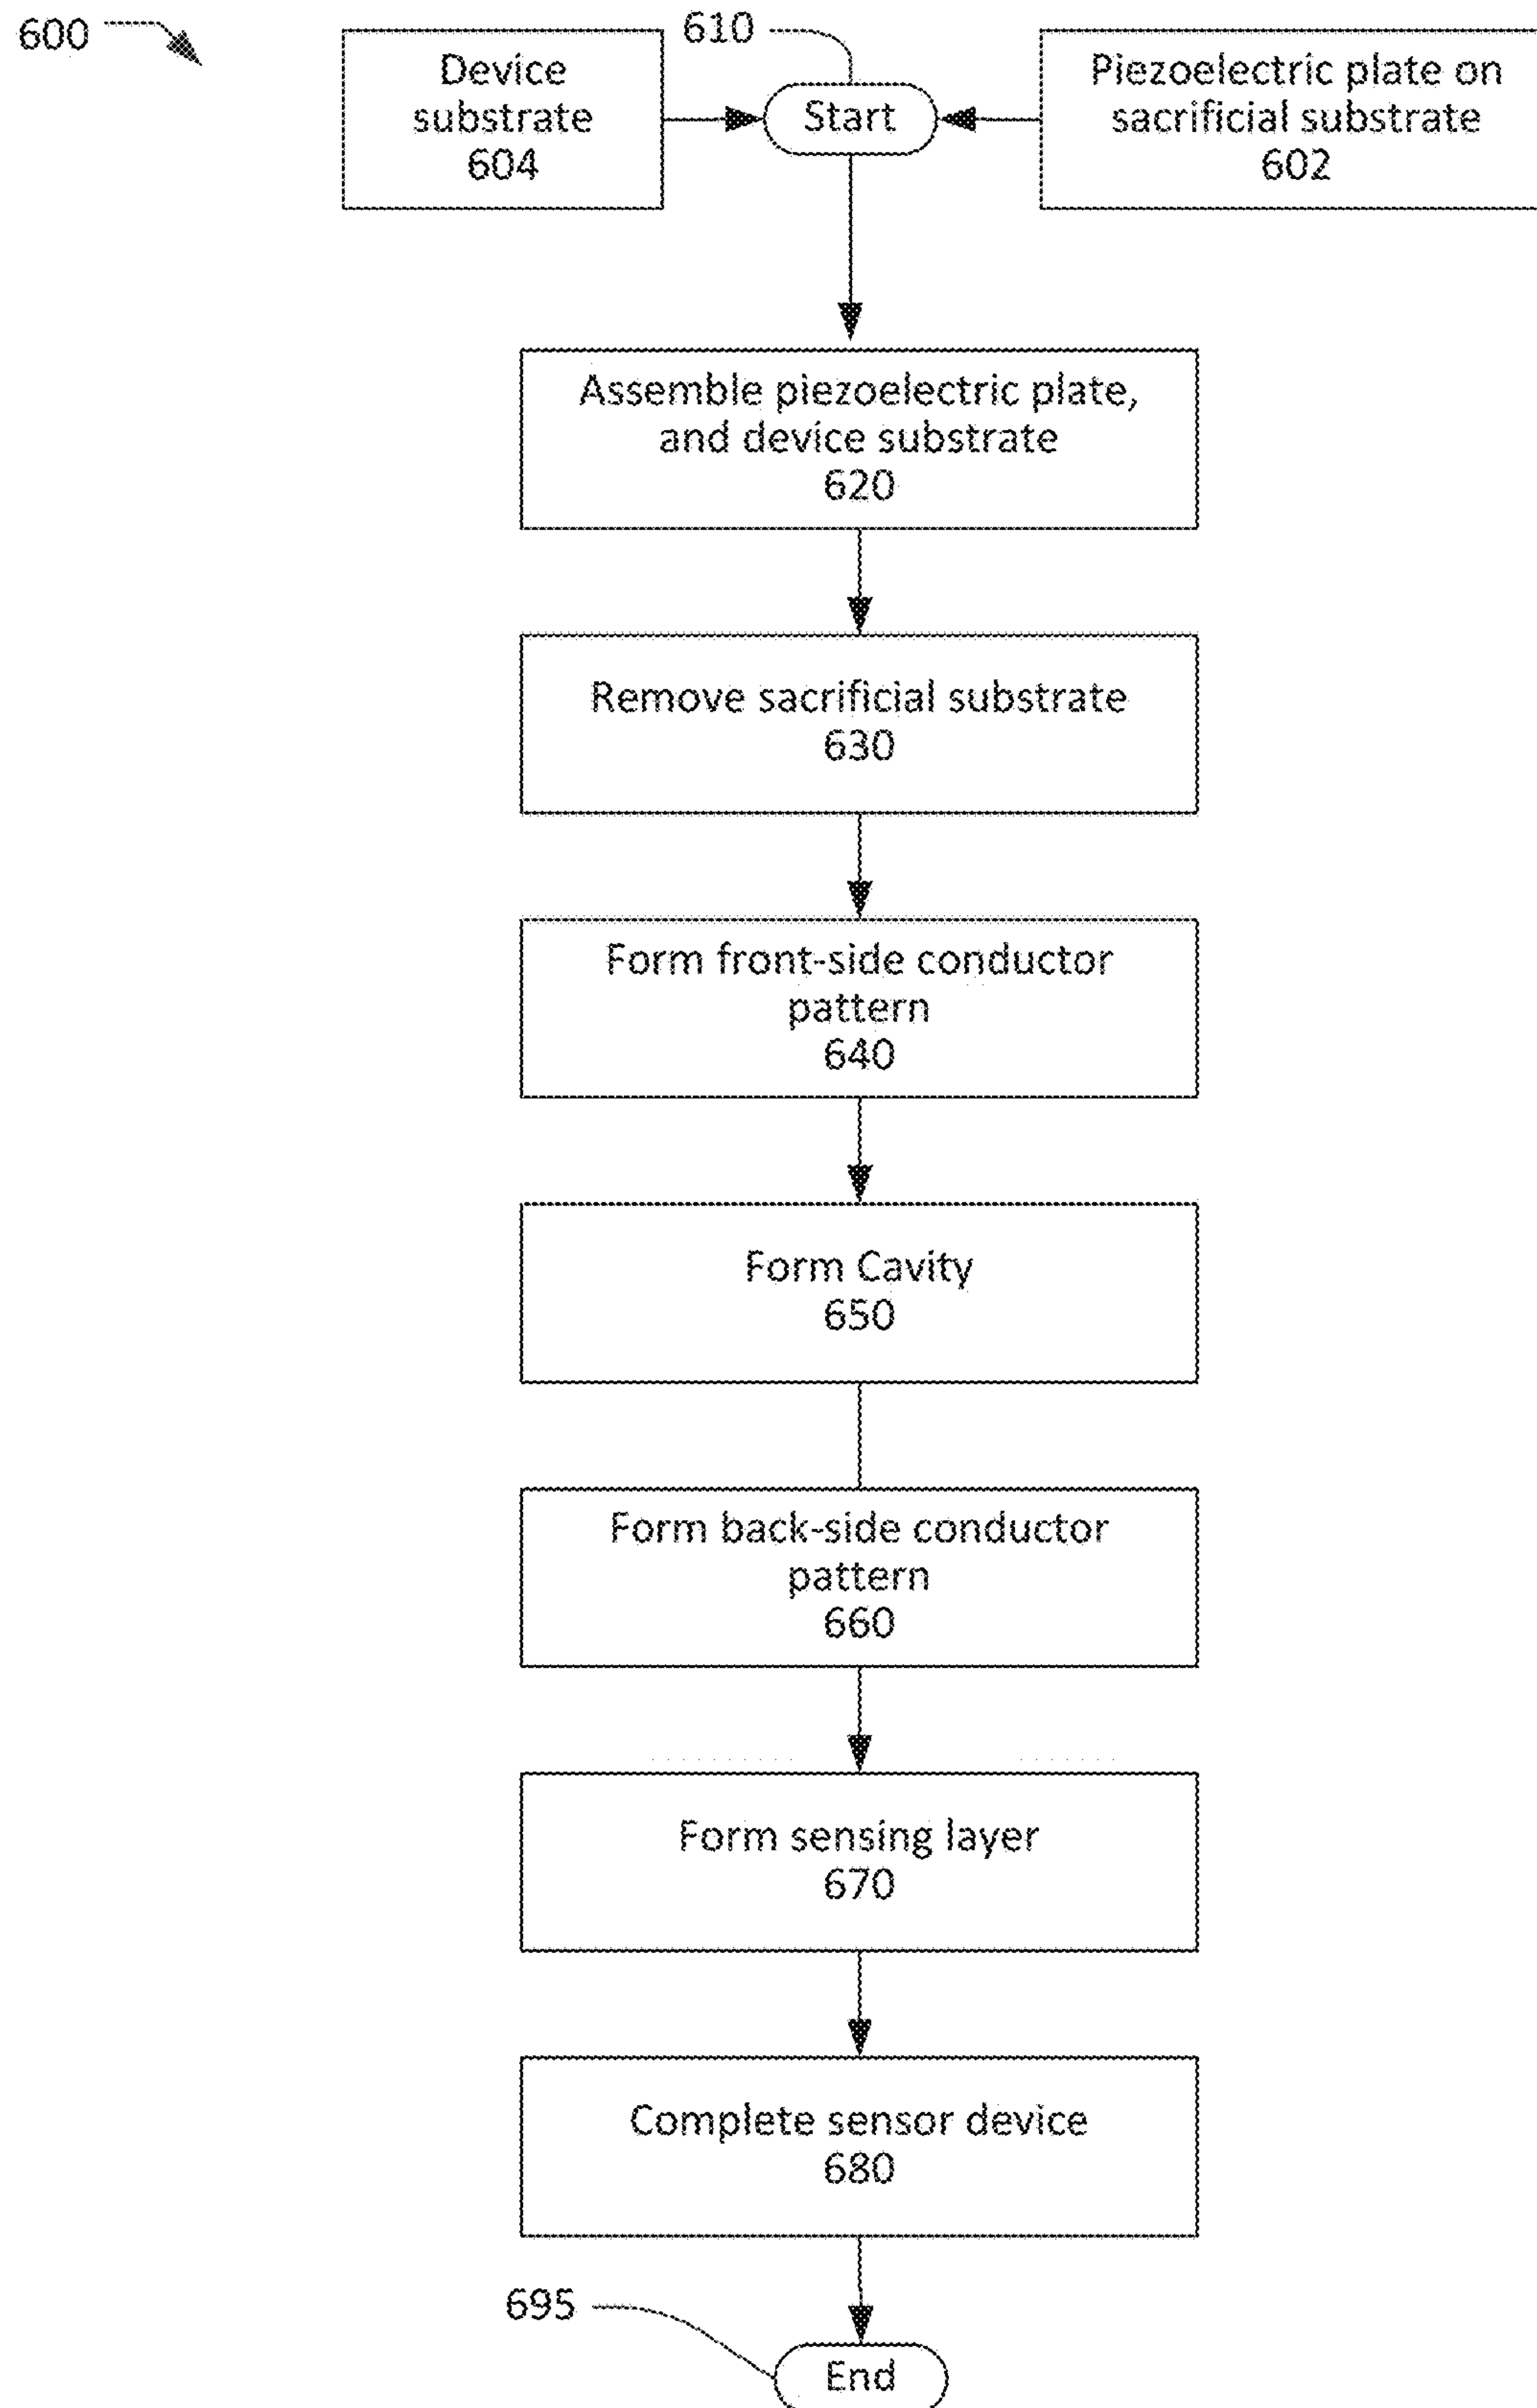 600
610
Device
substrate
604
Start
Piezoelectric plate on
sacrificial substrate
602
Assemble piezoelectric plate,
and device substrate
620
Remove sacrificial substrate
630
Form front-side conductor
pattern
640
Form Cavity
650
Form back-side conductor
pattern
660
Form sensing layer
670
Complete sensor device
680
695
End